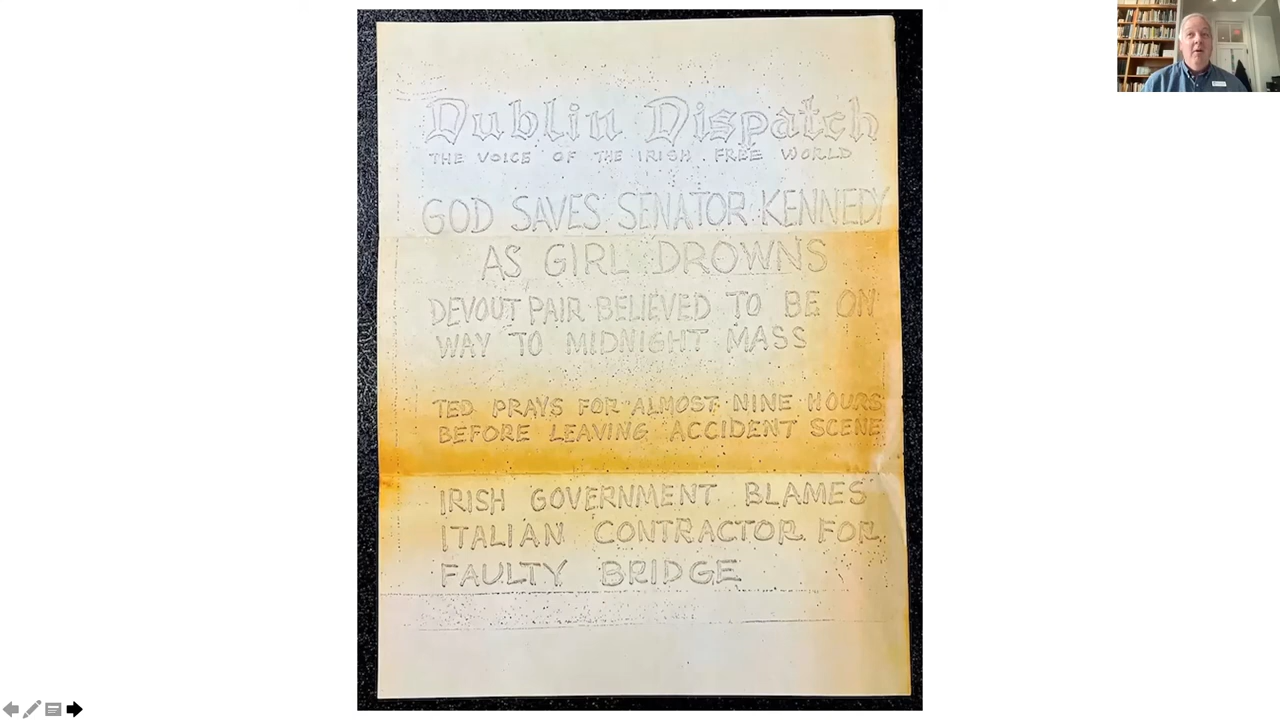 Dublin Dispatch
THE VOICE OF THE IRISH FREE WORLD
GOD SAVES SENATOR KENNEDY
AS GIRL DROWNS
DEVOUT PAIR BELIEVED TO BE ON
WAY TO MIDNIGHT MASS
TED PRAYS FOR ALMOST NINE HOURS
BEFORE LEAVING ACCIDENT SCENE
IRISH GOVERNMENT BLAMES
ITALIAN CONTRACTOR FOR
FAULTY BRIDGE